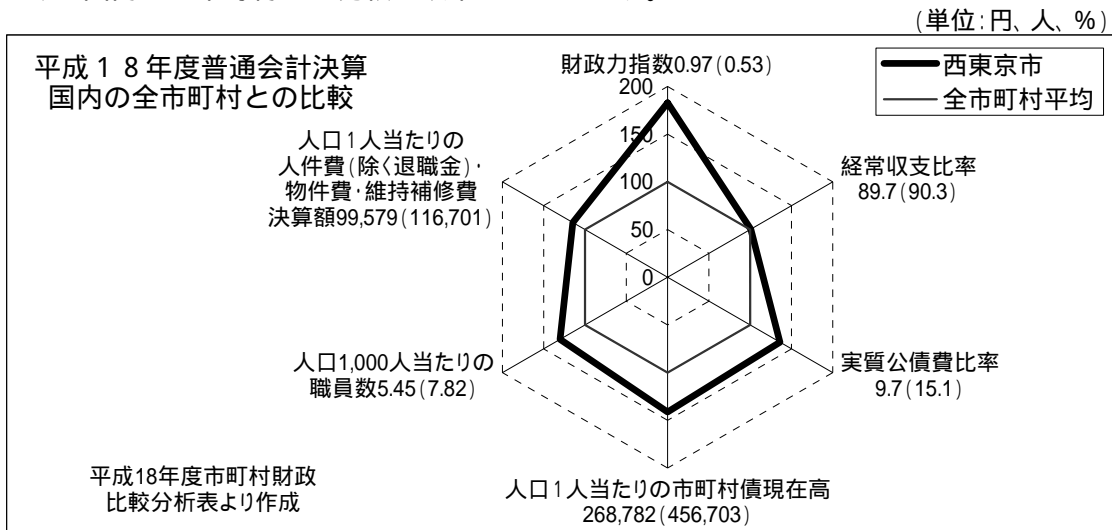 (単位:円、人、%)
平成18年度普通会計決算
国内の全市町村との比較
財政力指数0.97(0.53)
西東京市
全市町村平均
200
150
100
50
0
人口1人当たりの
人件費(除く退職金)・
物件費・維持補修費
決算額99,579(116,701)
経常収支比率
89.7(90.3)
人口1,000人当たりの
職員数5.45(7.82)
実質公債費比率
9.7(15.1)
人口1人当たりの市町村債現在高
268,782(456,703)
平成18年度市町村財政
比較分析表より作成